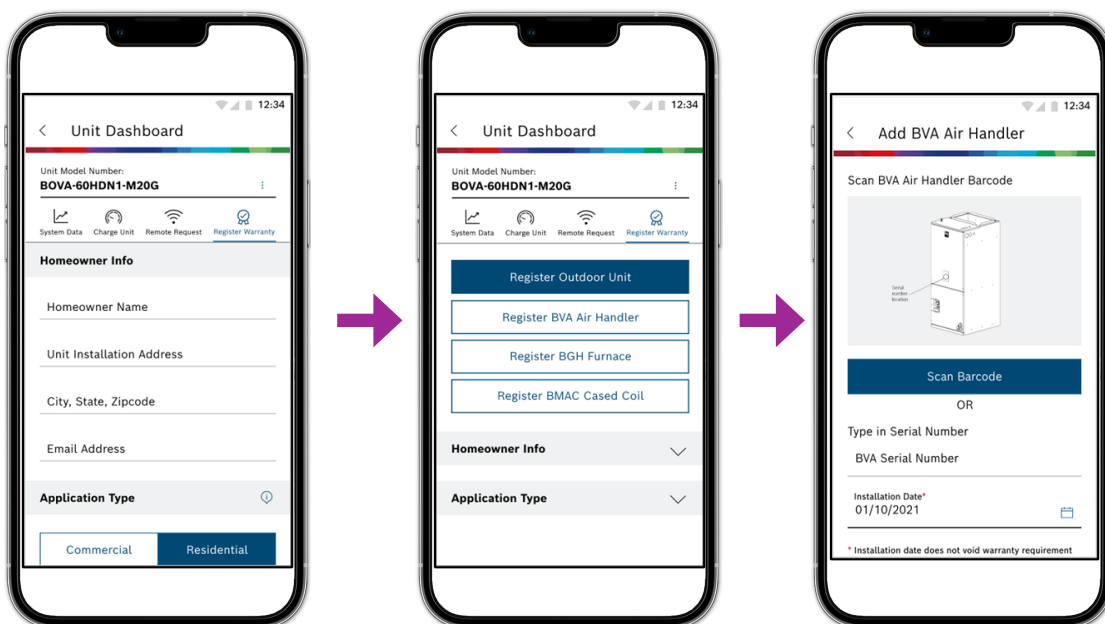 12:34
Unit Dashboard
Unit Model Number:
BOVA-60HDN1-M20G
System Data Charge Unit Remote Request Register Warranty
Homeowner Info
Homeowner Name
Unit Installation Address
City, State, Zipcode
Email Address
Application Type
Commercial Residential
12:34
Unit Dashboard
Unit Model Number:
BOVA-60HDN1-M20G
System Data Charge Unit Remote Request Register Warranty
Register Outdoor Unit
Register BVA Air Handler
Register BGH Furnace
Register BMAC Cased Coil
Homeowner Info
Application Type
12:34
Add BVA Air Handler
Scan BVA Air Handler Barcode
Serial
number
location
Scan Barcode
OR
Type in Serial Number
BVA Serial Number
Installation Date*
01/10/2021
* Installation date does not void warranty requirement